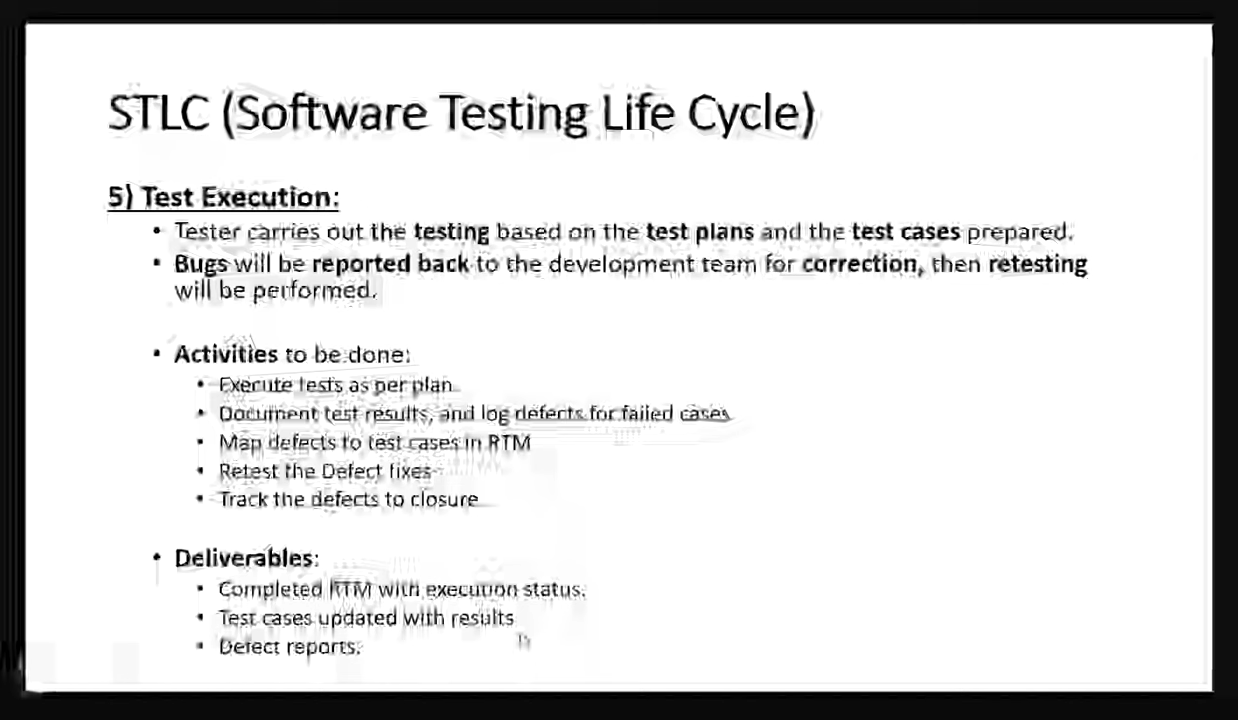 STLC (Software Testing Life Cycle)
5) Test Execution:
• Tester carries out the testing based on the test plans and the test cases prepared.
• Bugs will be reported back to the development team for correction, then retesting
will be performed.
• Activities to be done:
• Execute tests as per plan
• Document test results, and log defects for failed cases
• Map defects to test cases in RTM
• Retest the Defect fixes
• Track the defects to closure
• Deliverables:
• Completed RTM with execution status.
• Test cases updated with results
• Defect reports.